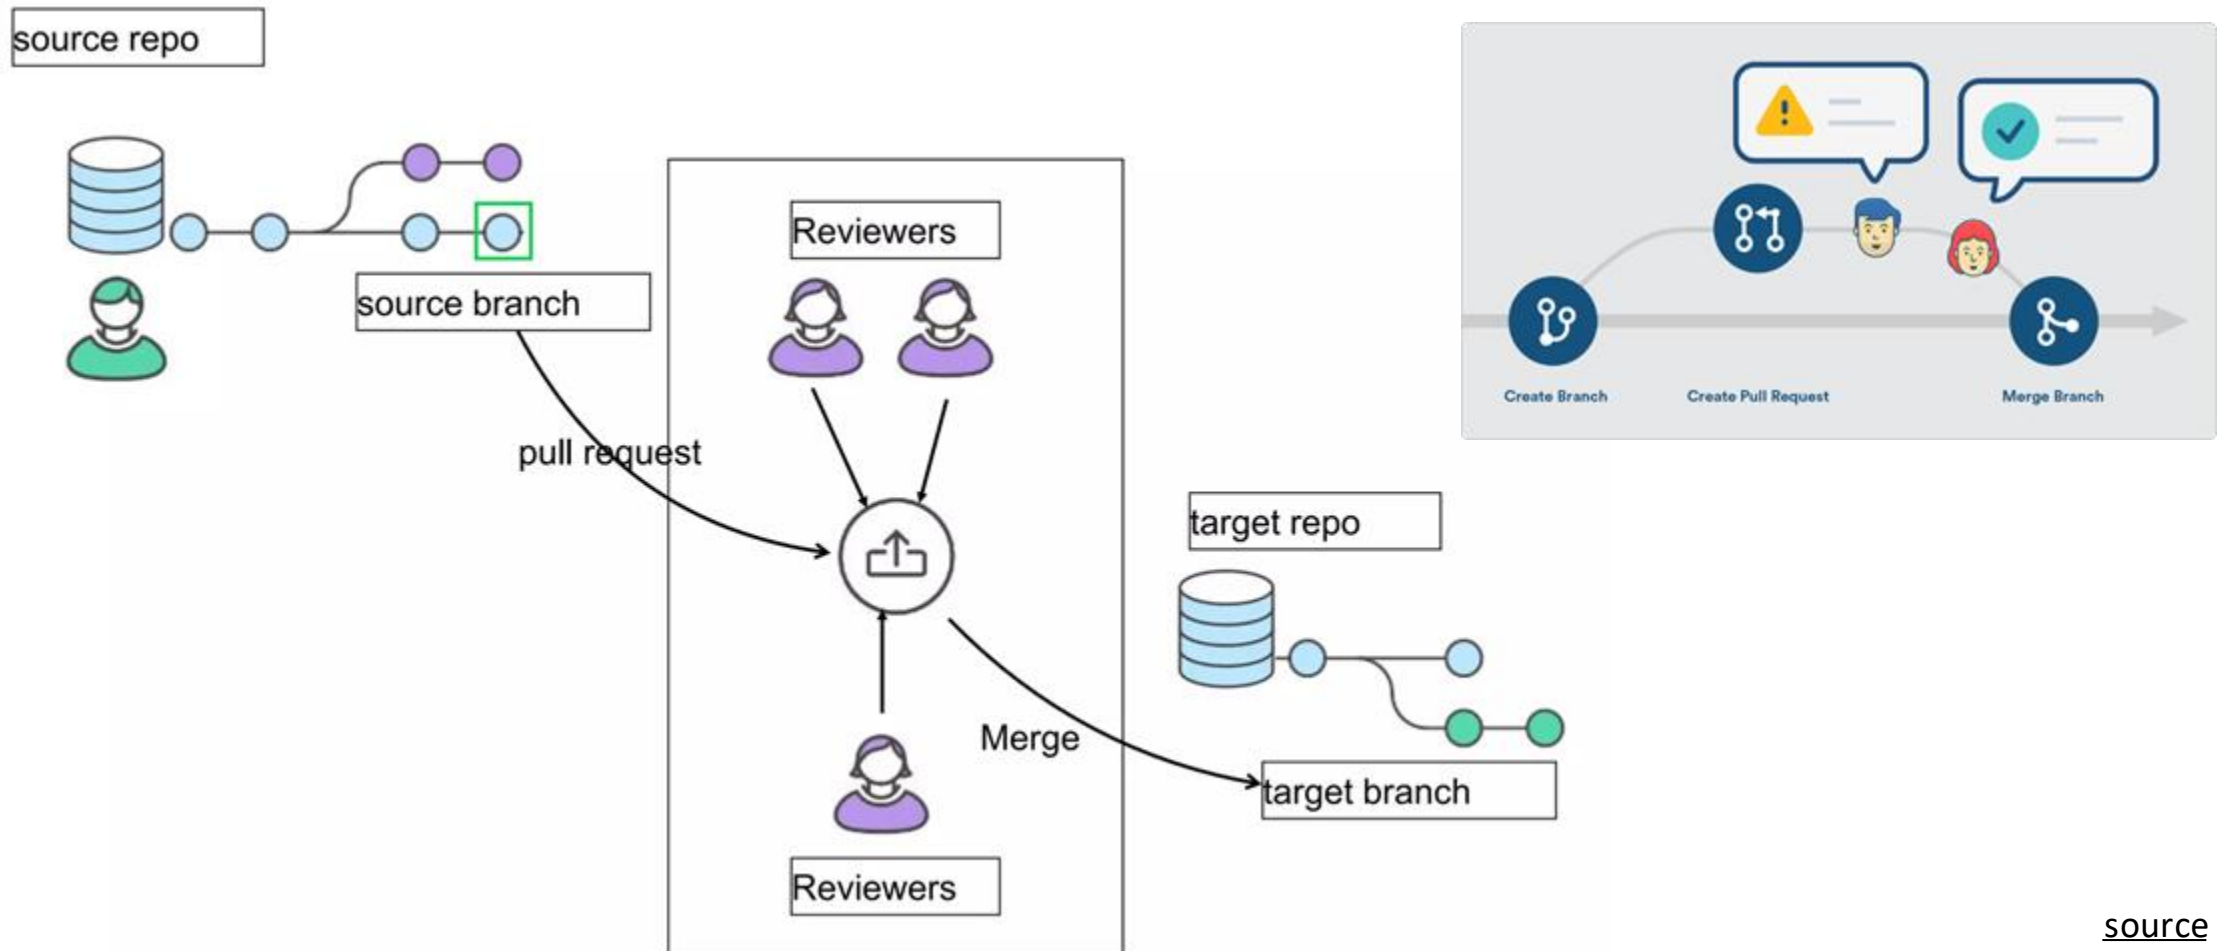 source repo
source branch
pull request
Reviewers
Reviewers
Merge
target repo
target branch
Create Branch
Create Pull Request
Merge Branch
source